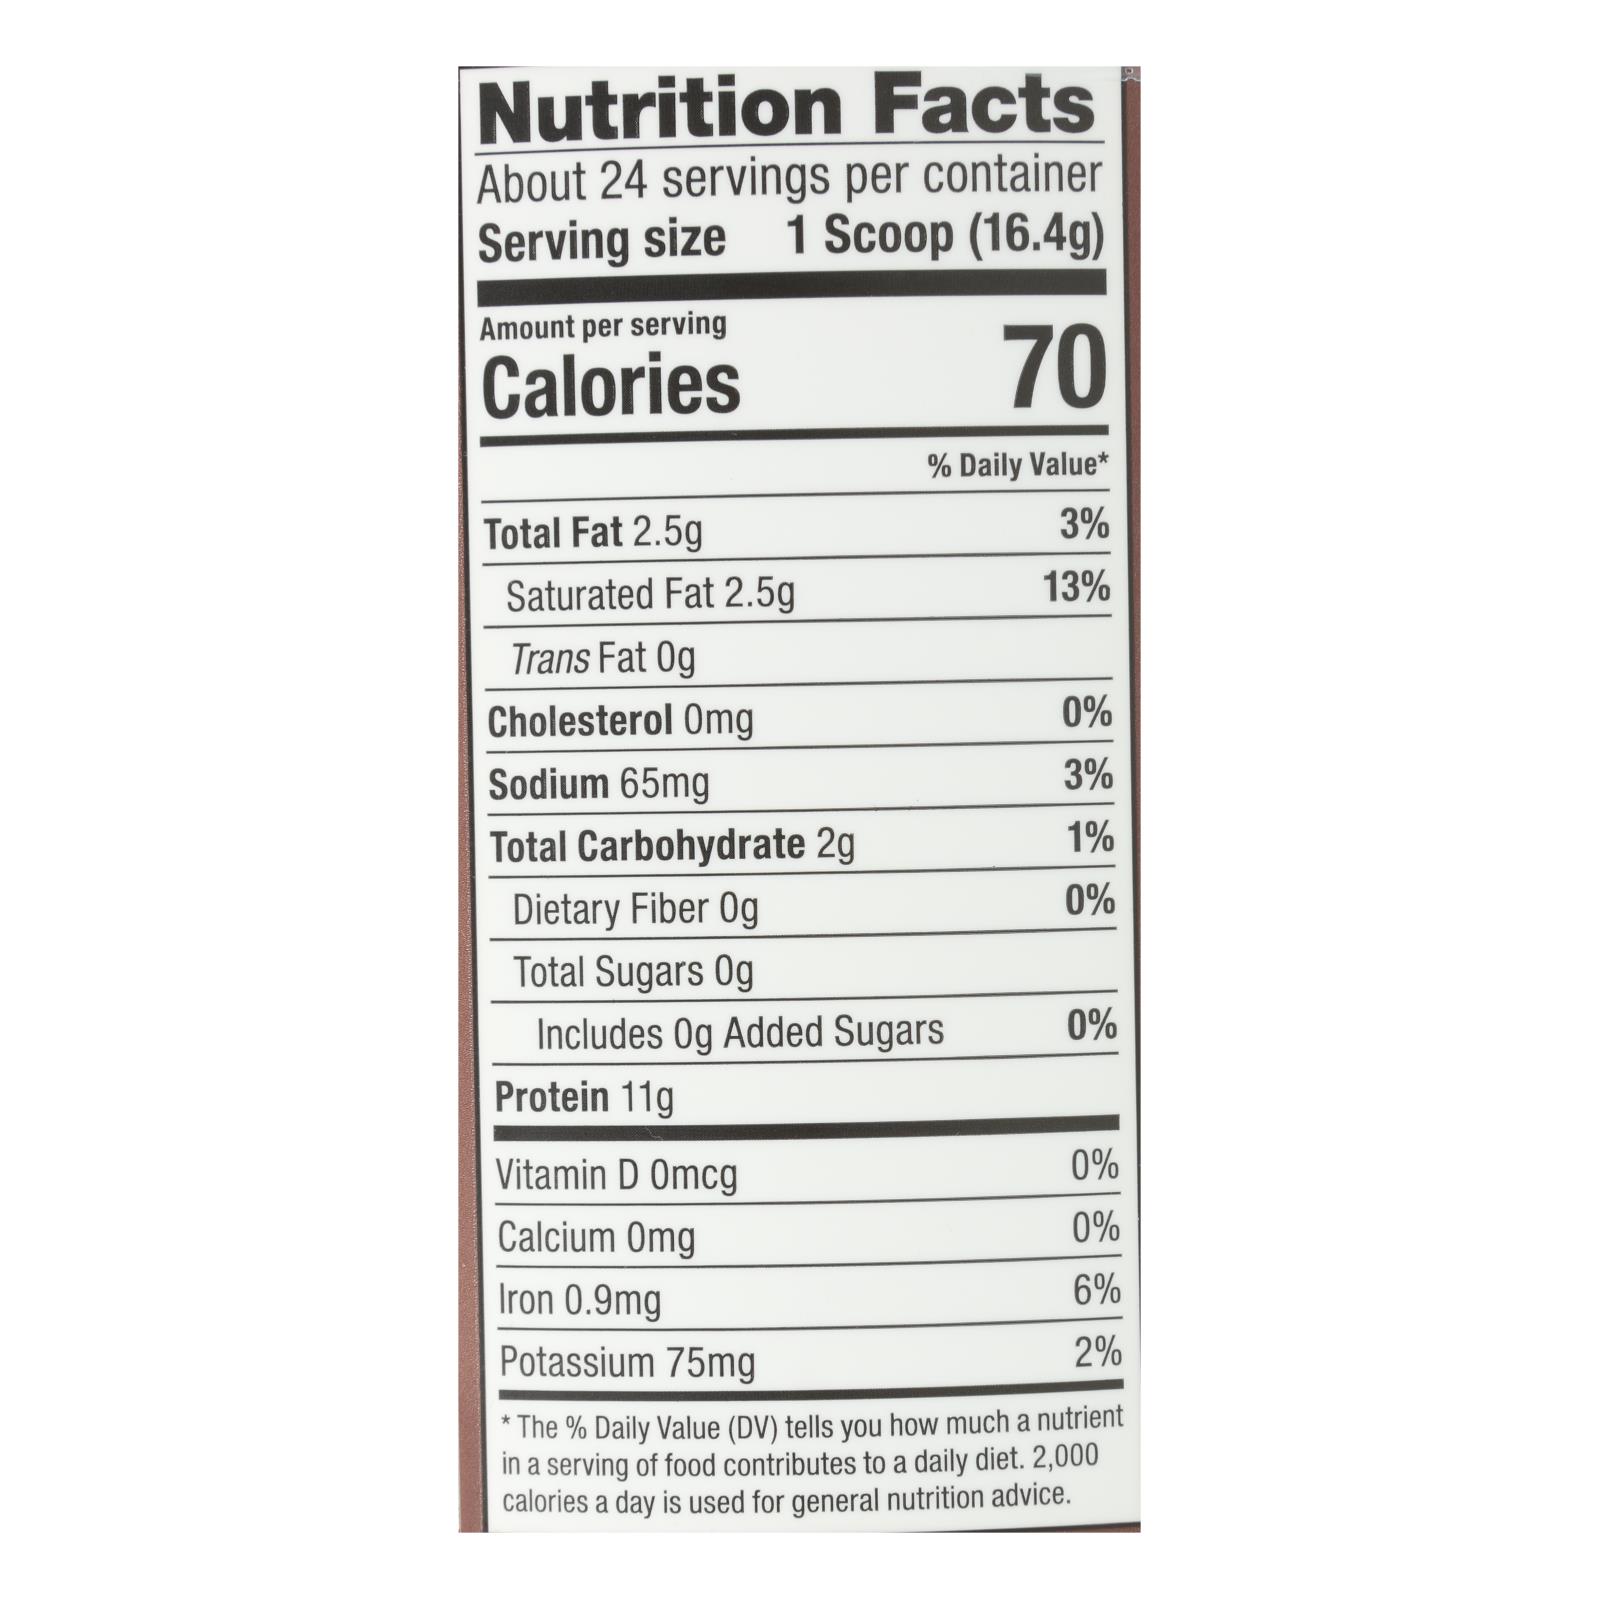 Nutrition Facts
About 24 servings per container
Serving size 1 Scoop (16.4g)
Amount per serving
Calories 70
% Daily Value*
Total Fat 2.5g 3%
Saturated Fat 2.5g 13%
Trans Fat 0g
Cholesterol 0mg 0%
Sodium 65mg 3%
Total Carbohydrate 2g 1%
Dietary Fiber 0g 0%
Total Sugars 0g
Includes 0g Added Sugars 0%
Protein 11g
Vitamin D 0mcg 0%
Calcium 0mg 0%
Iron 0.9mg 6%
Potassium 75mg 2%
* The % Daily Value (DV) tells you how much a nutrient
in a serving of food contributes to a daily diet. 2,000
calories a day is used for general nutrition advice.